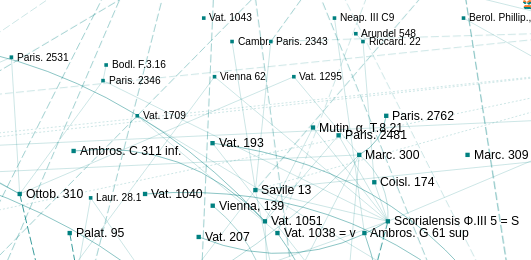 Vat. 1043
Neap. III C9
Berol. Phillip.,
Arundel 548
Cambr.
Paris. 2343
Riccard. 22
Paris. 2531
Bodl. F.3.16
Paris. 2346
Vienna 62
Vat. 1295
Vat. 1709
Paris. 2762
Mutin. α. T.8.21
Paris. 2481
Vat. 193
Ambros. C 311 inf.
Marc. 300
Marc. 309
Coisl. 174
Ottob. 310
Laur. 28.1
Vat. 1040
Savile 13
Vienna, 139
Vat. 1051
Scorialensis Φ.III 5 = S
Palat. 95
Vat. 207
Vat. 1038 = v
Ambros. G 61 sup